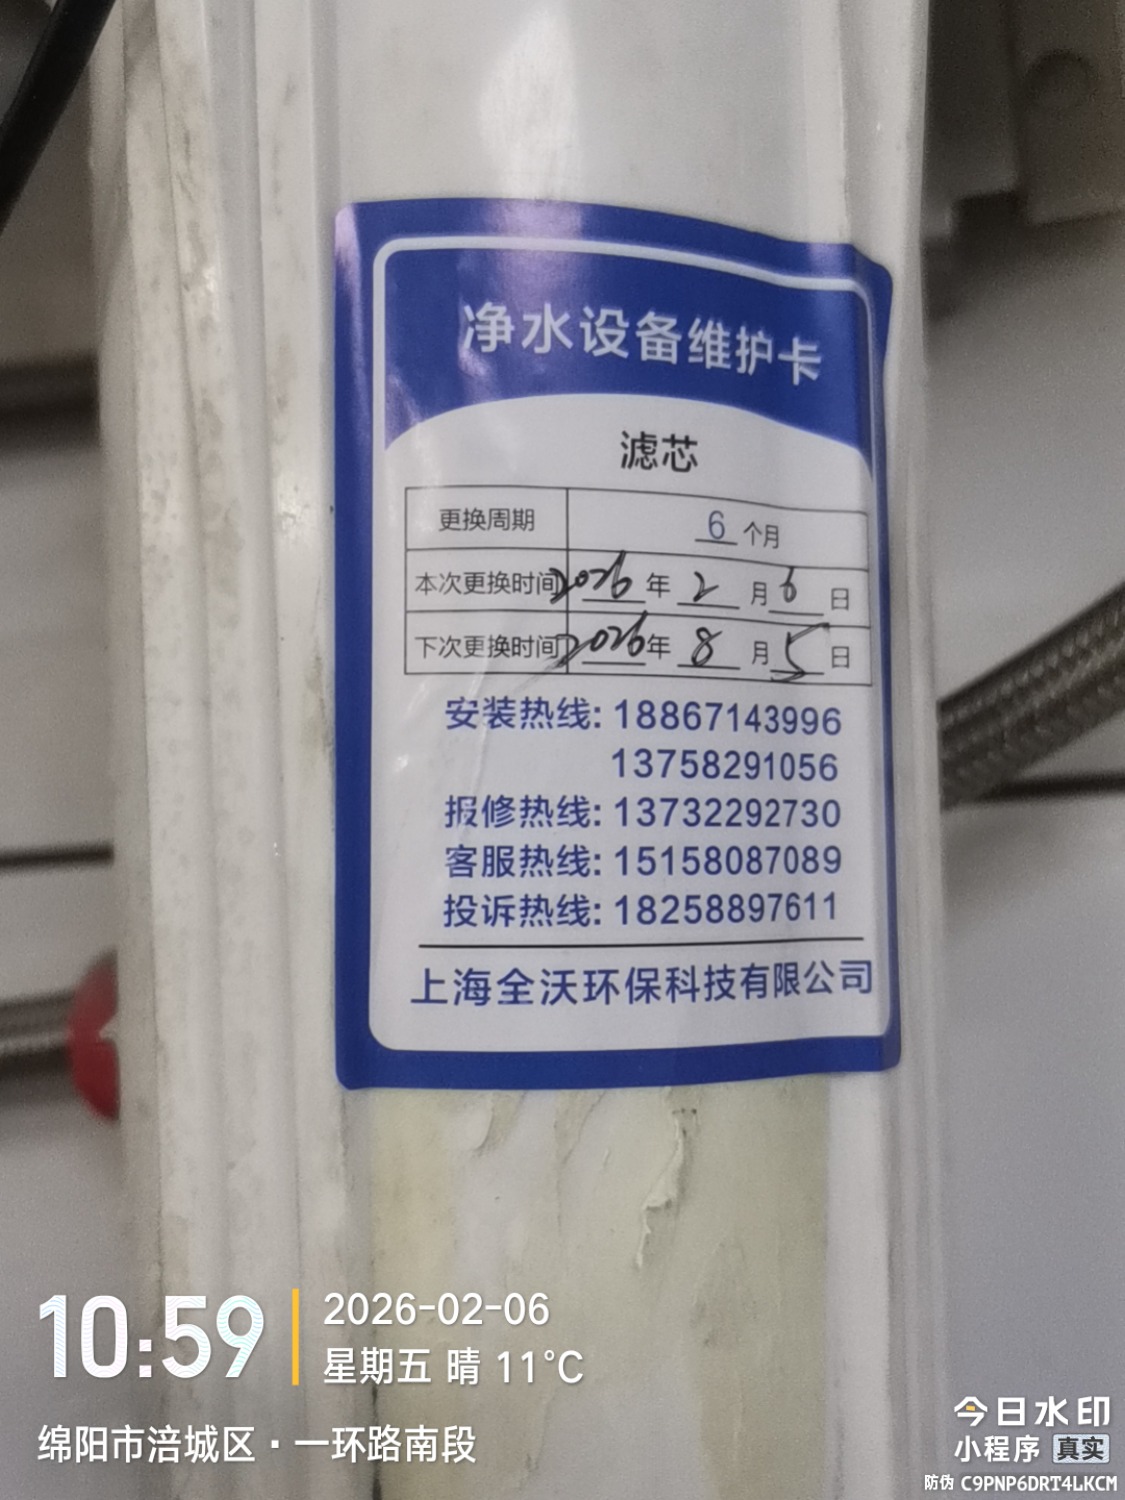 净水设备维护卡
滤芯
更换周期 6 个月
本次更换时间 2026 年 2 月 6 日
下次更换时间 2026 年 8 月 5 日
安装热线: 18867143996
13758291056
报修热线: 13732292730
客服热线: 15158087089
投诉热线: 18258897611
上海全沃环保科技有限公司
10:59
2026-02-06
星期五 晴 11°C
绵阳市涪城区·一环路南段
今日水印
小程序 真实
防伪 C9PNP6DRT4LKCM